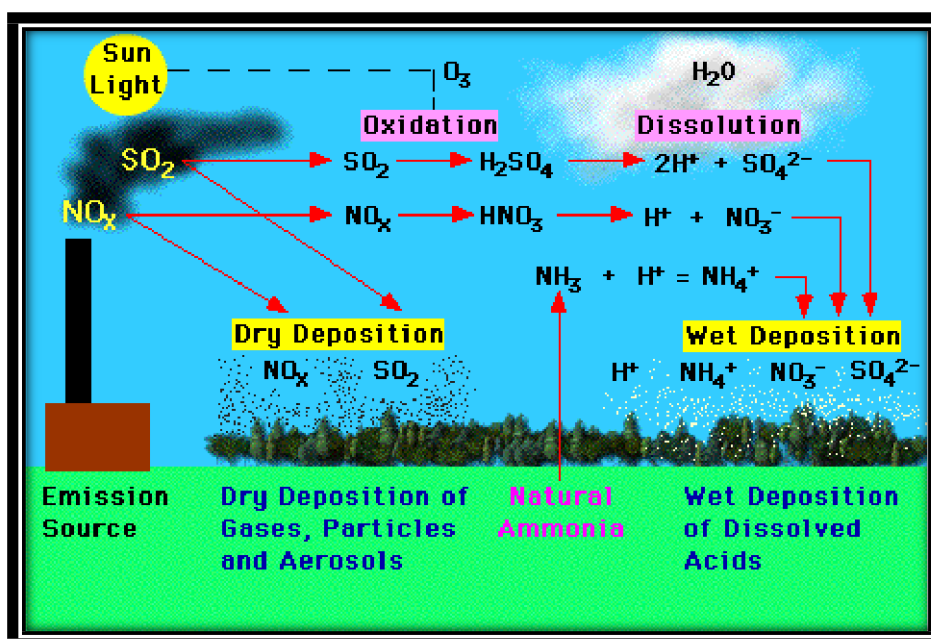 Sun
Light
O₃
H₂O
Oxidation
Dissolution
SO₂
SO₂
H₂SO₄
2H⁺ + SO₄²⁻
NOₓ
NOₓ
HNO₃
H⁺ + NO₃⁻
NH₃ + H⁺ = NH₄⁺
Dry Deposition
Wet Deposition
NOₓ SO₂
H⁺ NH₄⁺ NO₃⁻ SO₄²⁻
Emission
Source
Dry Deposition of
Gases, Particles
and Aerosols
Natural
Ammonia
Wet Deposition
of Dissolved
Acids